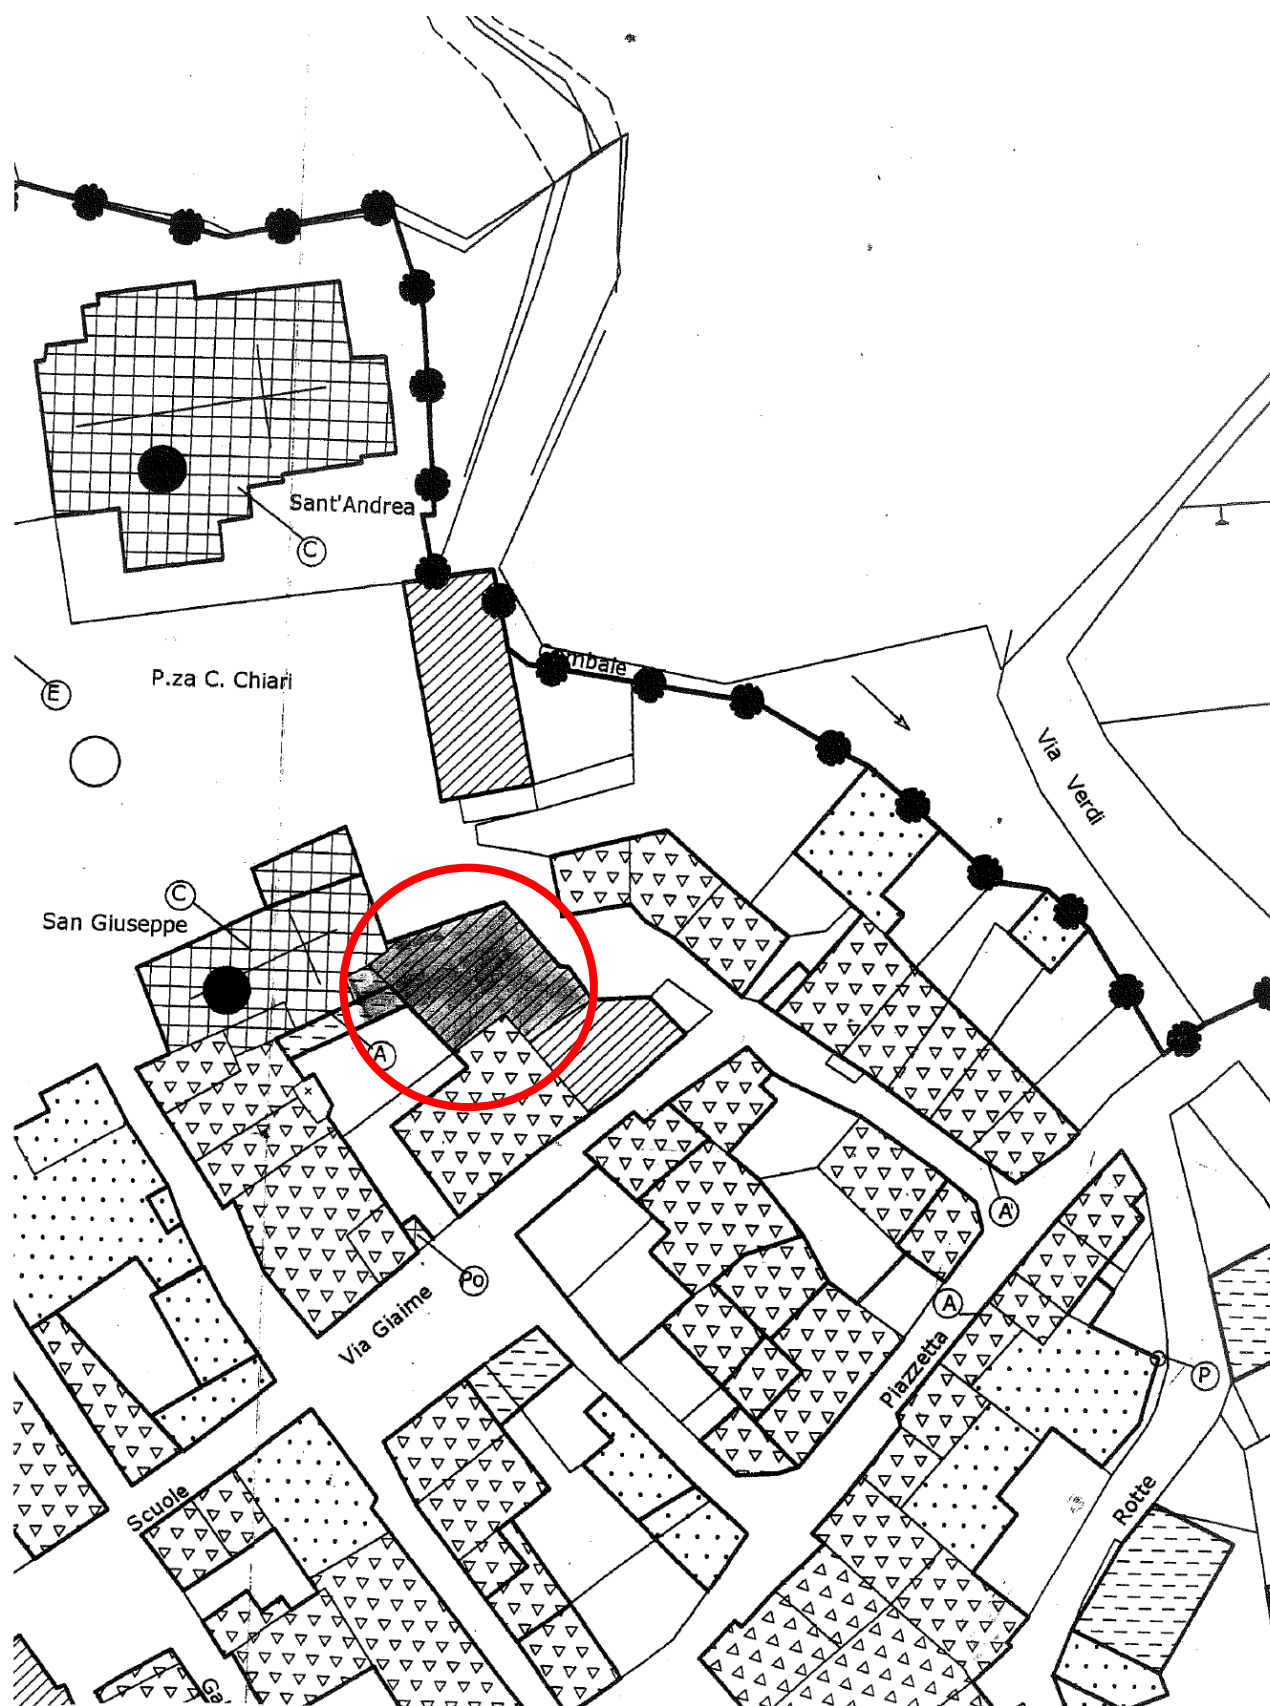 Sant'Andrea
C
P.za C. Chiari
E
Via Verdi
C
San Giuseppe
A
A'
Po
A
Via Giaime
Piazzetta
P
Scuole
Rotte